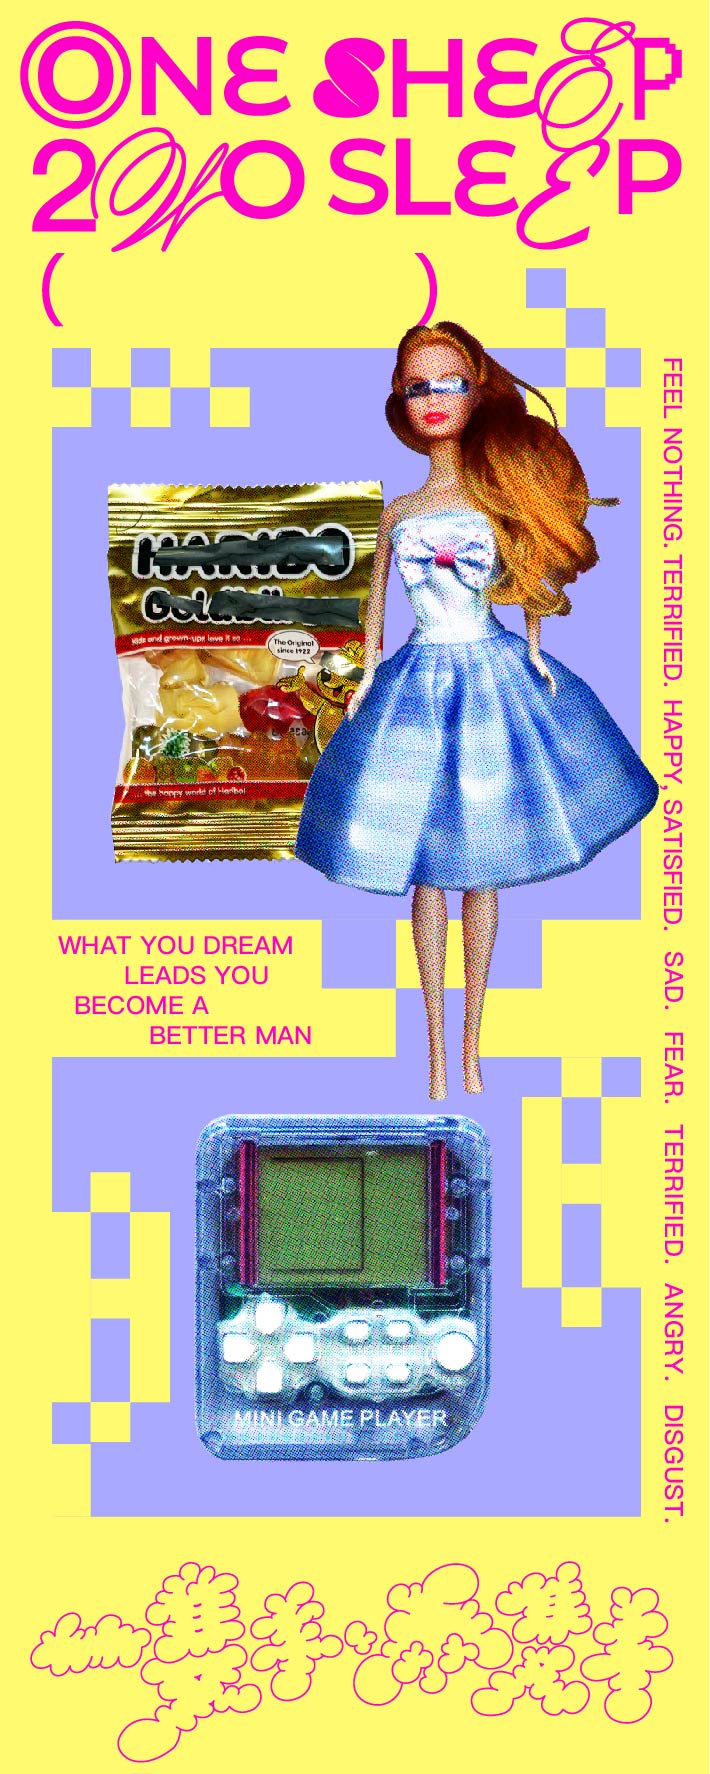 ONE SHEEP
2WO SLEEP
( )
FEEL NOTHING. TERRIFIED. HAPPY, SATISFIED. SAD. FEAR. TERRIFIED. ANGRY. DISGUST.
HARIBO
Kids and grown-ups love it so ...
The Original
since 1922
... the happy world of Haribo!
WHAT YOU DREAM
LEADS YOU
BECOME A
BETTER MAN
MINI GAME PLAYER